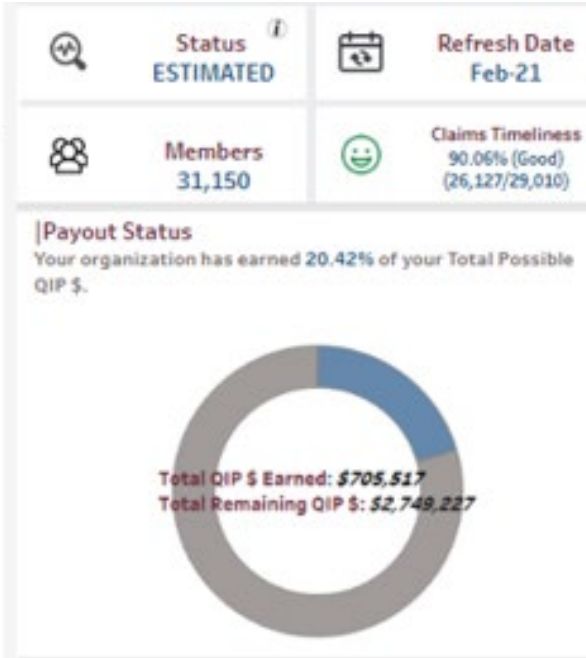 Status i
ESTIMATED
Refresh Date
Feb-21
Members
31,150
Claims Timeliness
90.06% (Good)
(26,127/29,010)
|Payout Status
Your organization has earned 20.42% of your Total Possible
QIP $.
Total QIP $ Earned: $705,517
Total Remaining QIP $: $2,749,227